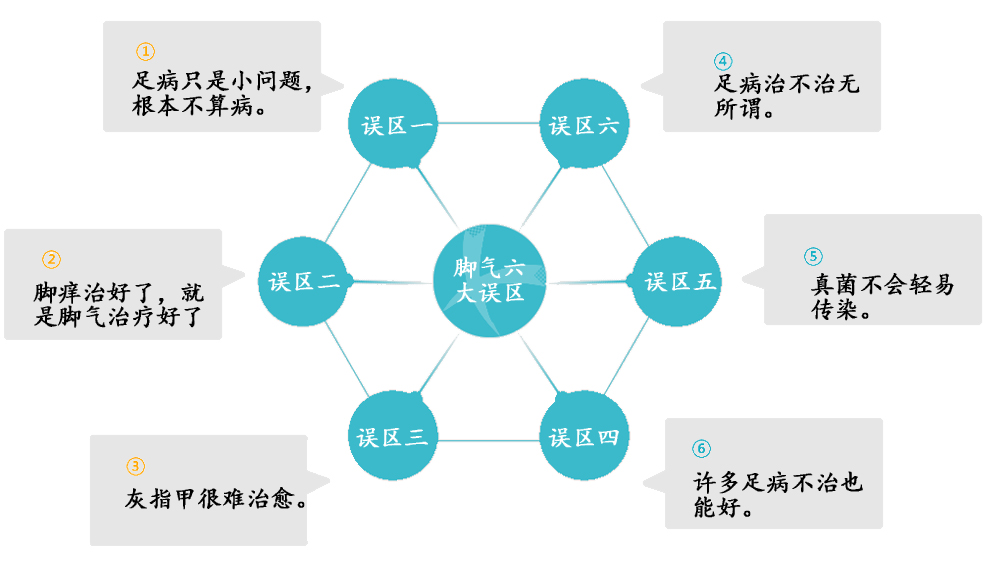 ①
足病只是小问题，
根本不算病。
④
足病治不治无
所谓。
误区一
误区六
②
脚痒治好了，就
是脚气治疗好了
误区二
脚气六
大误区
误区五
⑤
真菌不会轻易
传染。
误区三
误区四
③
灰指甲很难治愈。
⑥
许多足病不治也
能好。